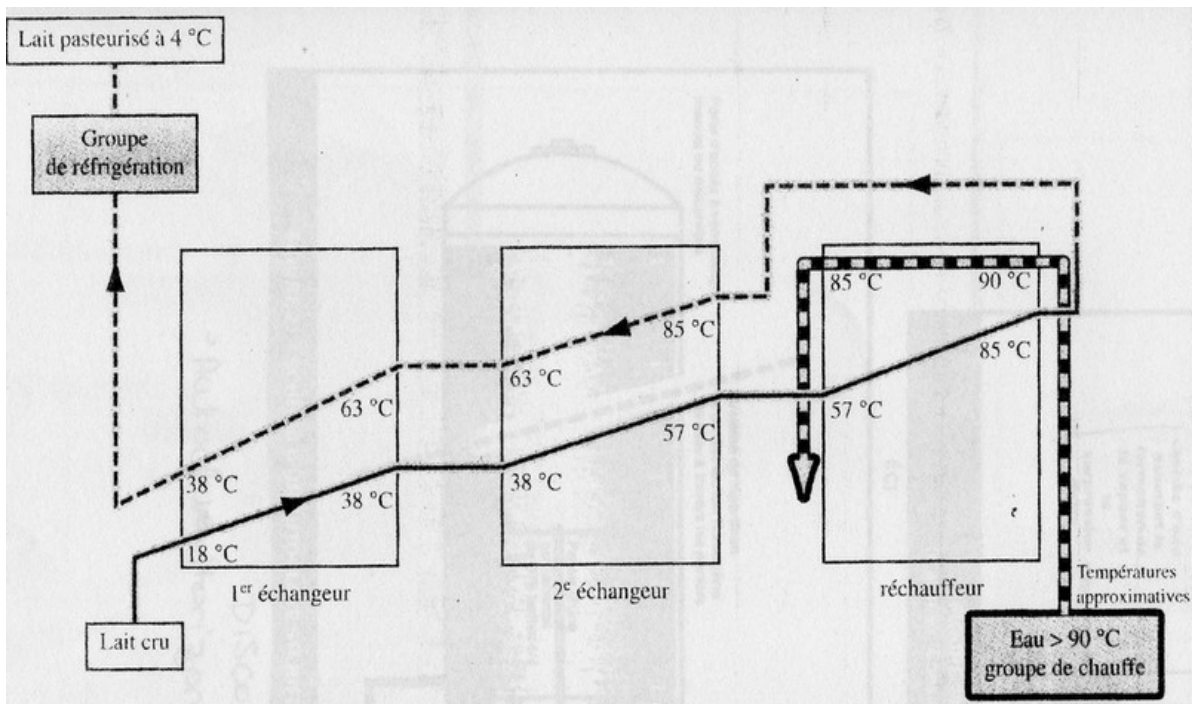 Lait pasteurisé à 4 °C
Groupe
de réfrigération
85 °C
90 °C
85 °C
85 °C
63 °C
63 °C
57 °C
57 °C
38 °C
38 °C
38 °C
18 °C
1er échangeur
2e échangeur
réchauffeur
Températures
approximatives
Lait cru
Eau > 90 °C
groupe de chauffe